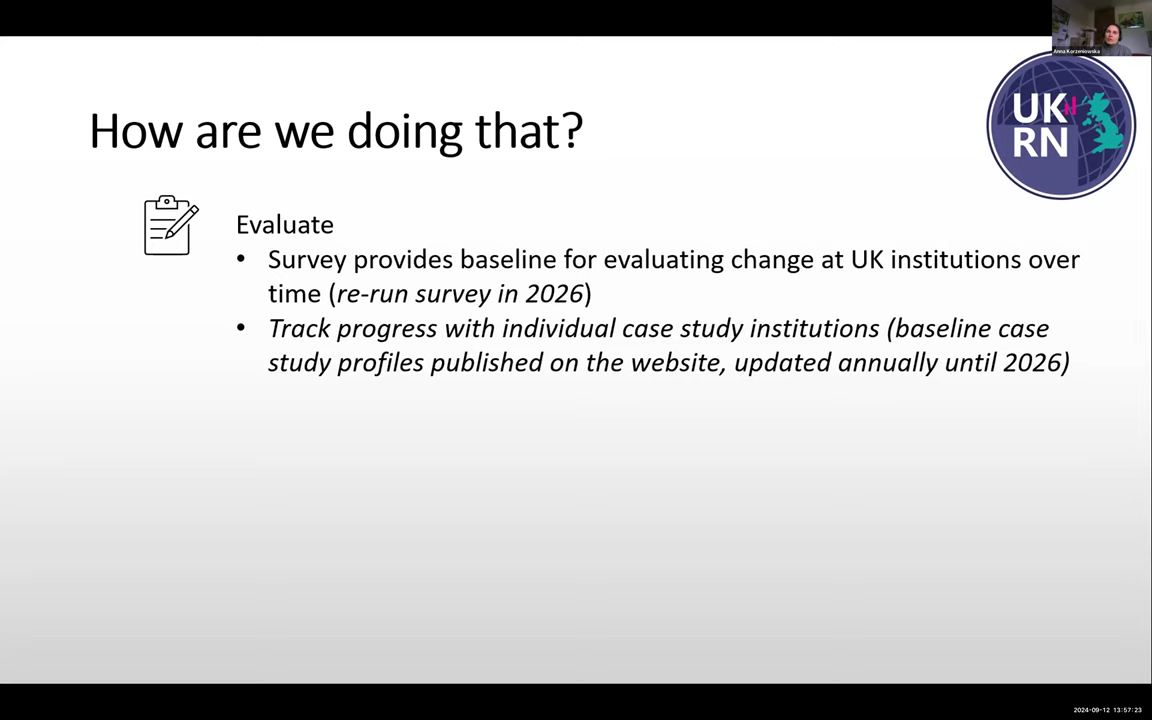 Anna Korzeniowska
UK
RN
How are we doing that?
Evaluate
• Survey provides baseline for evaluating change at UK institutions over
time (re-run survey in 2026)
• Track progress with individual case study institutions (baseline case
study profiles published on the website, updated annually until 2026)
2024-09-12 13:57:23